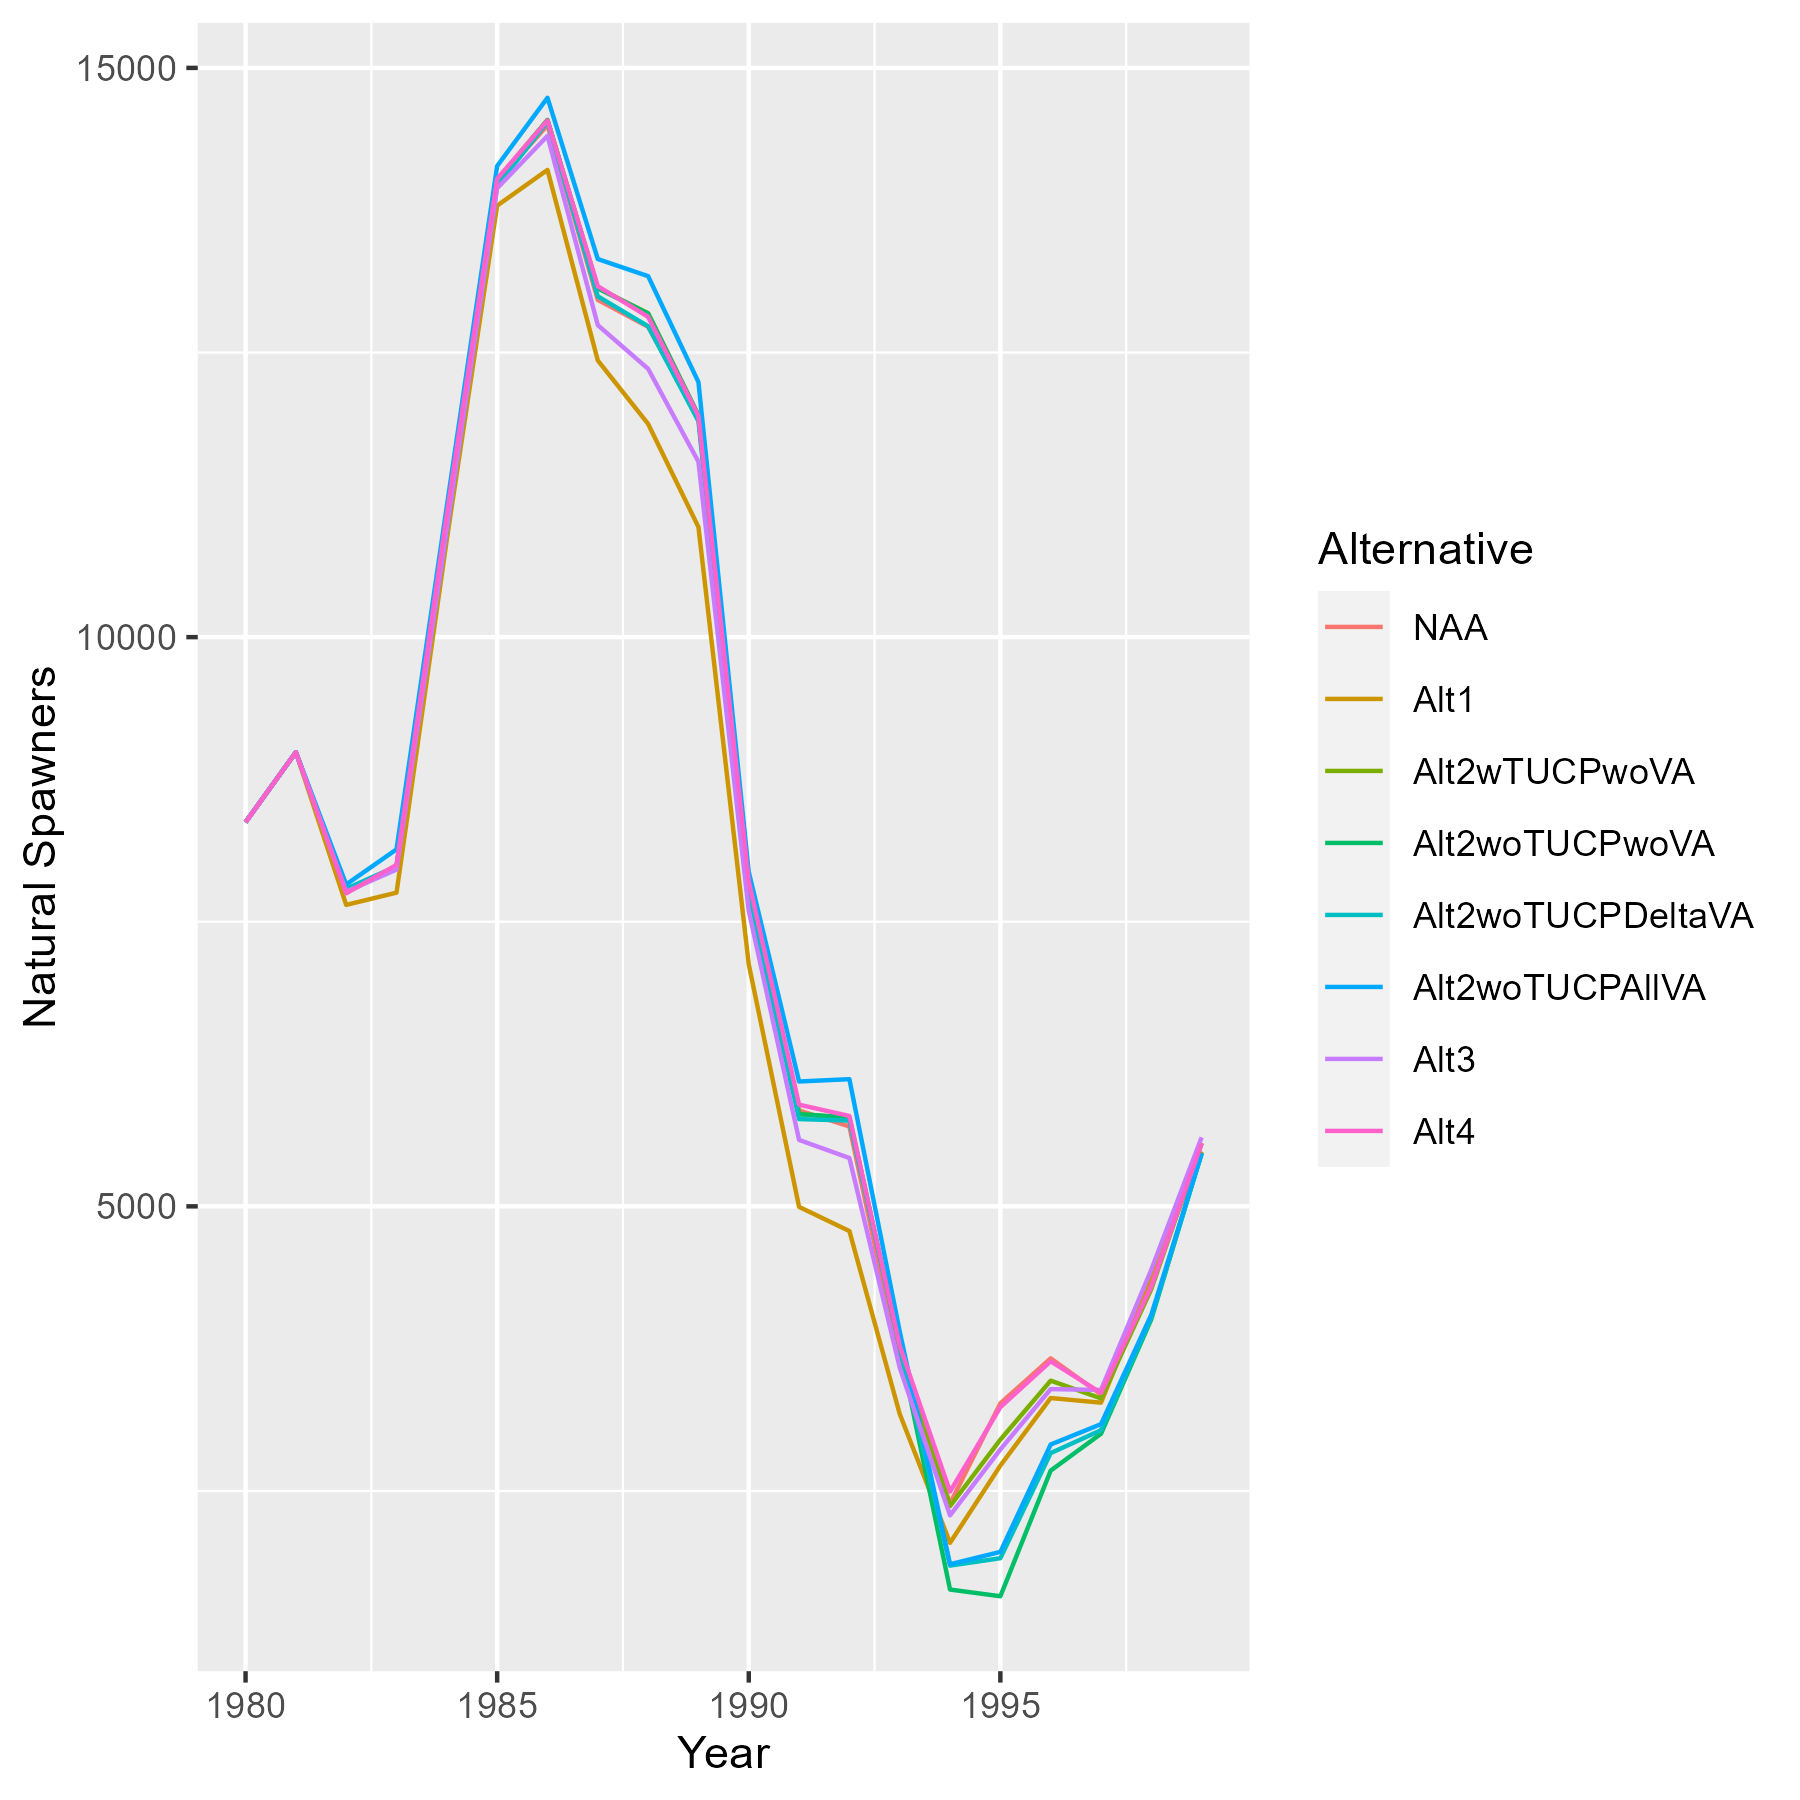 15000
10000
5000
Natural Spawners
1980
1985
1990
1995
Year
Alternative
NAA
Alt1
Alt2wTUCPwoVA
Alt2woTUCPwoVA
Alt2woTUCPDeltaVA
Alt2woTUCPAllVA
Alt3
Alt4